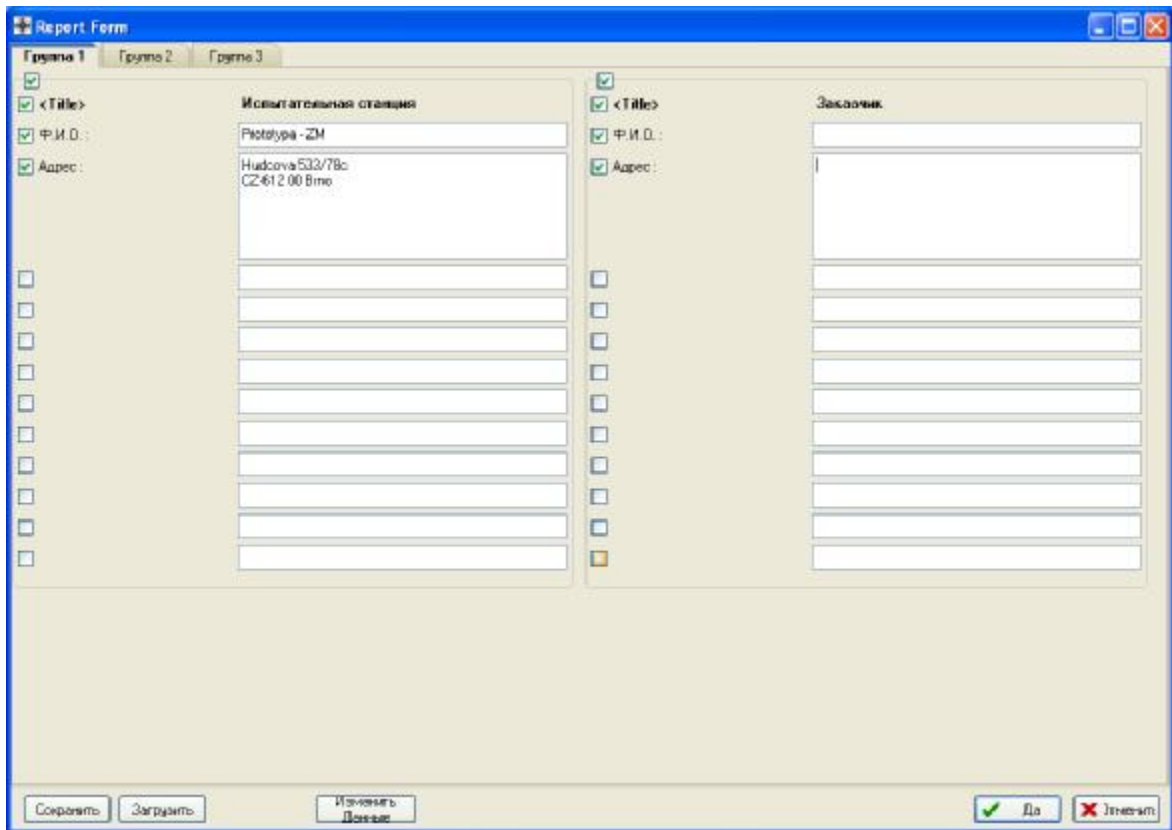 Report Form
Группа 1 Группа 2 Группа 3
<Title> Испытательная станция
Ф.И.О. : Prototypa - ZM
Адрес : Hudcova 533/78c
CZ-612 00 Brno
<Title> Заказчик
Ф.И.О. :
Адрес :
Сохранить Загрузить Изменить
Данные
Да